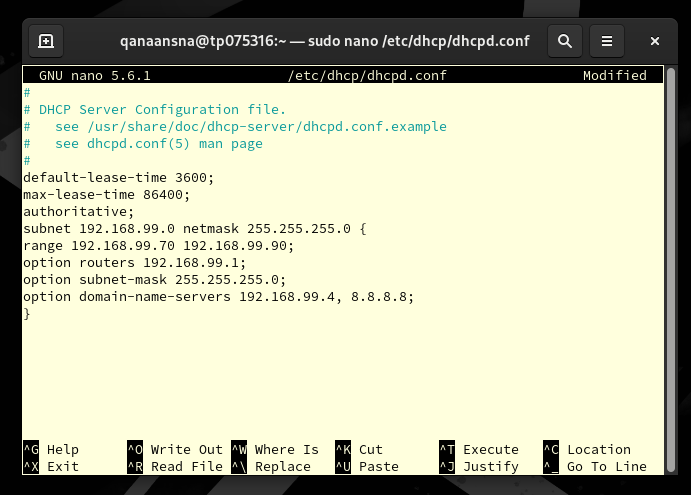 qanaansna@tp075316:~ — sudo nano /etc/dhcp/dhcpd.conf
GNU nano 5.6.1 /etc/dhcp/dhcpd.conf Modified
#
# DHCP Server Configuration file.
#   see /usr/share/doc/dhcp-server/dhcpd.conf.example
#   see dhcpd.conf(5) man page
#
default-lease-time 3600;
max-lease-time 86400;
authoritative;
subnet 192.168.99.0 netmask 255.255.255.0 {
range 192.168.99.70 192.168.99.90;
option routers 192.168.99.1;
option subnet-mask 255.255.255.0;
option domain-name-servers 192.168.99.4, 8.8.8.8;
}
^G Help ^O Write Out ^W Where Is ^K Cut ^T Execute ^C Location
^X Exit ^R Read File ^\ Replace ^U Paste ^J Justify ^_ Go To Line